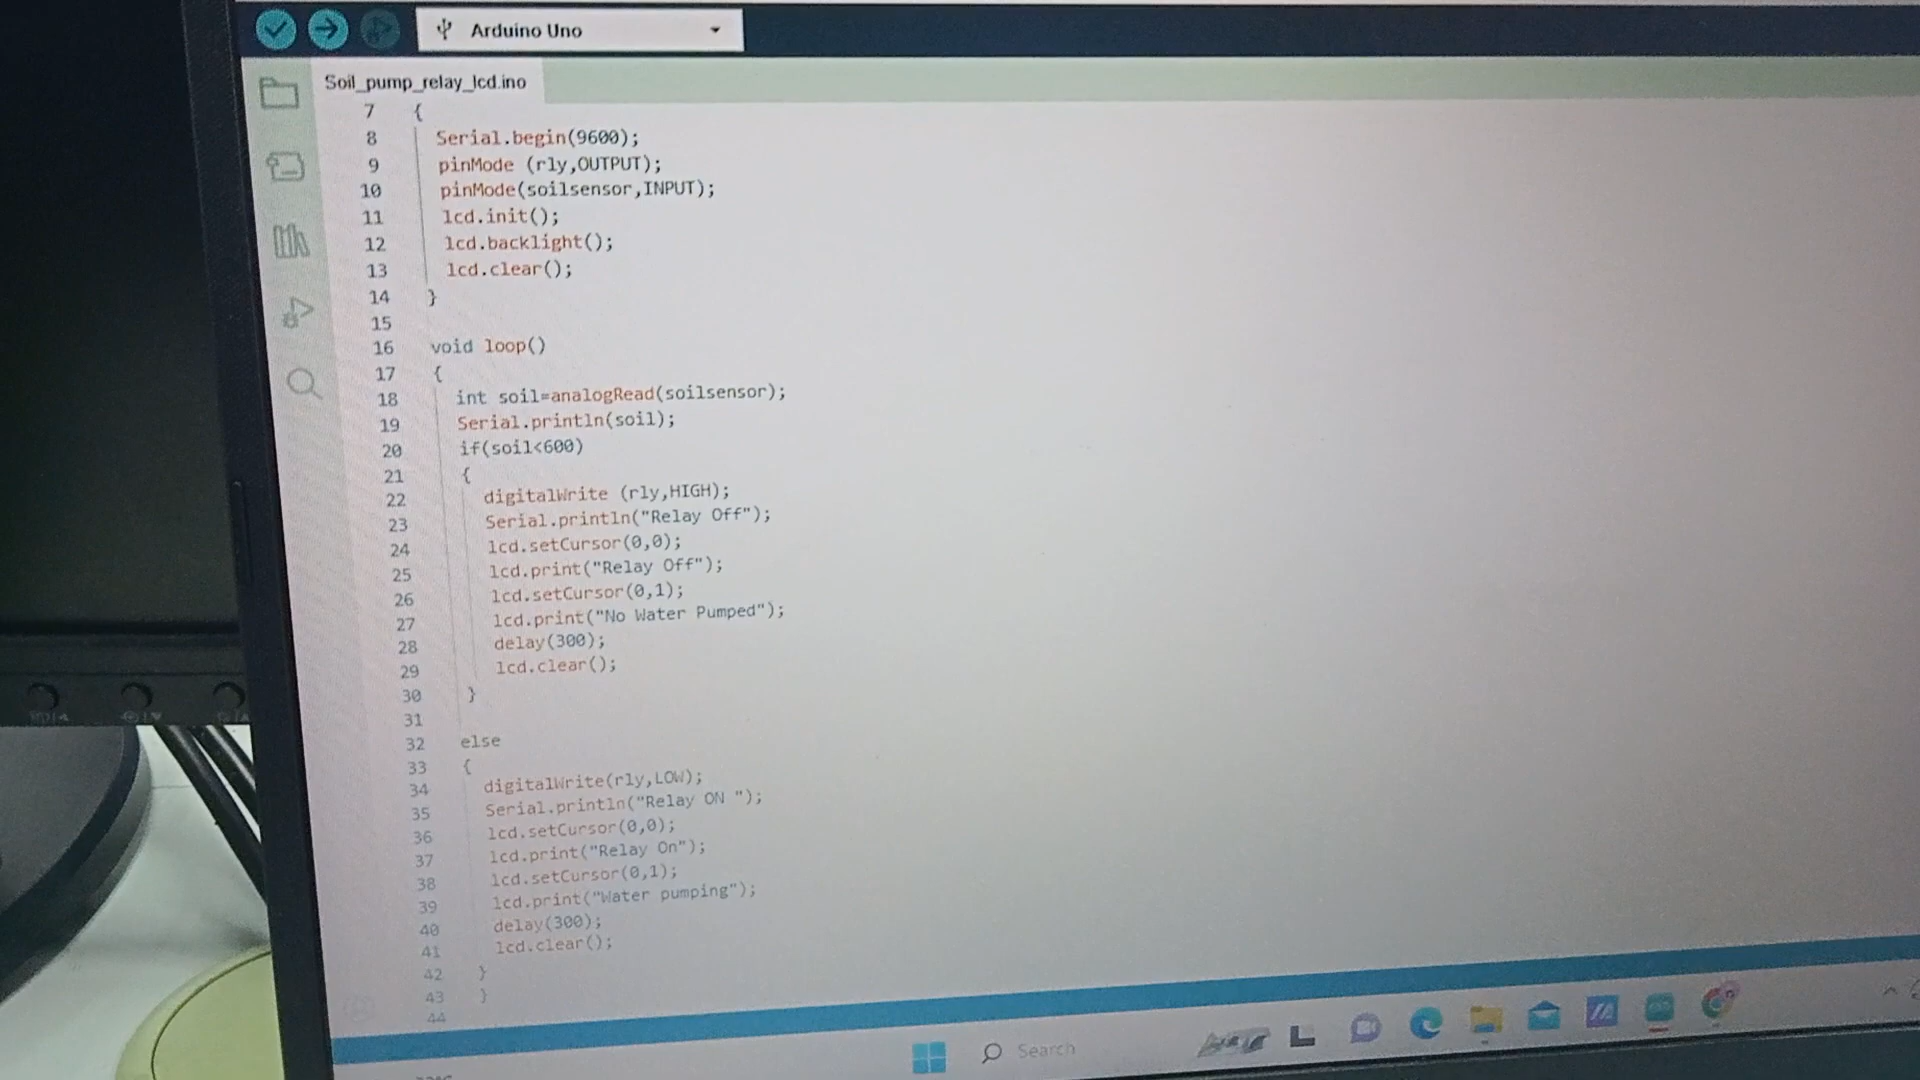 Arduino Uno
Soil_pump_relay_lcd.ino
7 {
8 Serial.begin(9600);
9 pinMode (rly,OUTPUT);
10 pinMode(soilsensor,INPUT);
11 lcd.init();
12 lcd.backlight();
13 lcd.clear();
14 }
15
16 void loop()
17 {
18 int soil=analogRead(soilsensor);
19 Serial.println(soil);
20 if(soil<600)
21 {
22 digitalWrite (rly,HIGH);
23 Serial.println("Relay Off");
24 lcd.setCursor(0,0);
25 lcd.print("Relay Off");
26 lcd.setCursor(0,1);
27 lcd.print("No Water Pumped");
28 delay(300);
29 lcd.clear();
30 }
31
32 else
33 {
34 digitalWrite(rly,LOW);
35 Serial.println("Relay ON ");
36 lcd.setCursor(0,0);
37 lcd.print("Relay On");
38 lcd.setCursor(0,1);
39 lcd.print("Water pumping");
40 delay(300);
41 lcd.clear();
42 }
43 }
44
Search